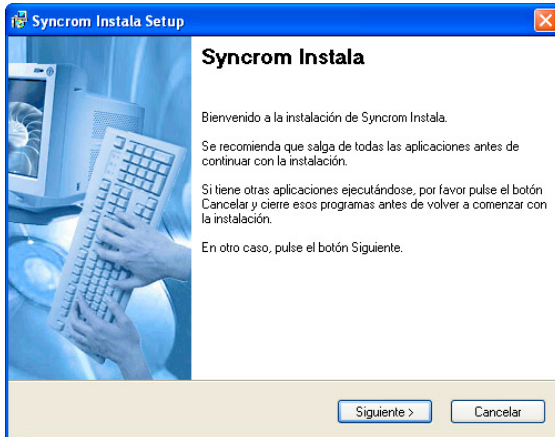 Syncrom Instala Setup
Syncrom Instala
Bienvenido a la instalación de Syncrom Instala.
Se recomienda que salga de todas las aplicaciones antes de
continuar con la instalación.
Si tiene otras aplicaciones ejecutándose, por favor pulse el botón
Cancelar y cierre esos programas antes de volver a comenzar con
la instalación.
En otro caso, pulse el botón Siguiente.
Siguiente >
Cancelar